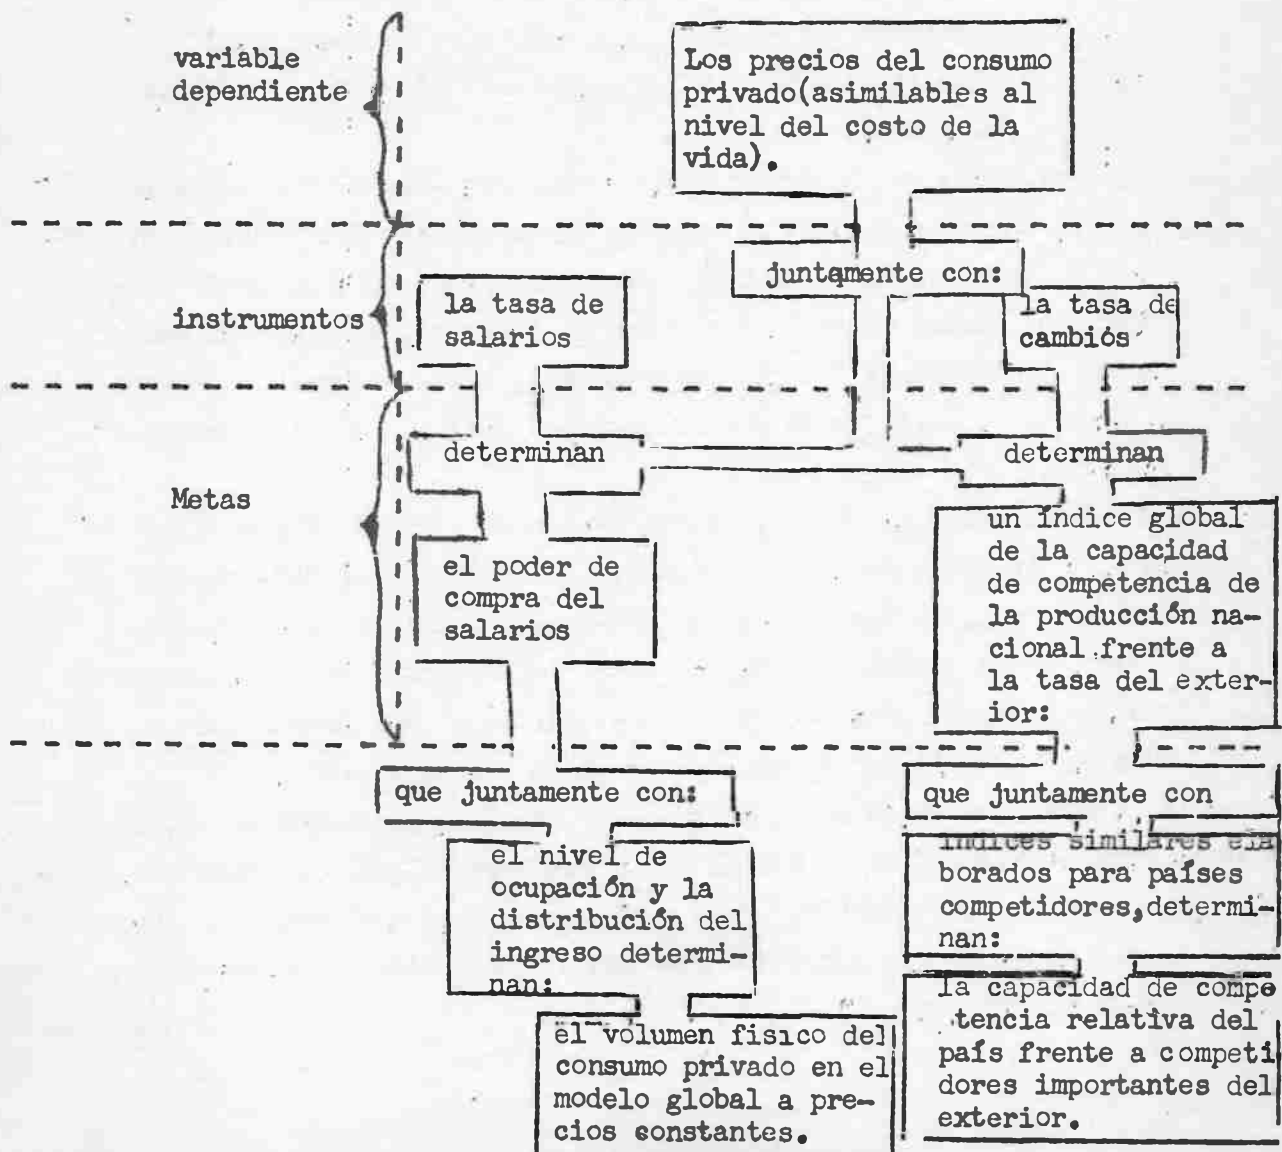 variable
dependiente
Los precios del consumo
privado(asimilables al
nivel del costo de la
vida).
juntamente con:
instrumentos
la tasa de
salarios
la tasa de
cambiós
Metas
determinan
determinan
el poder de
compra del
salarios
un índice global
de la capacidad
de competencia de
la producción na-
cional frente a
la tasa del exter-
ior:
que juntamente con:
que juntamente con
el nivel de
ocupación y la
distribución del
ingreso determi-
nan:
índices similares ela
borados para países
competidores, determi-
nan:
el volumen físico del
consumo privado en el
modelo global a pre-
cios constantes.
la capacidad de compe
tencia relativa del
país frente a competi
dores importantes del
exterior.